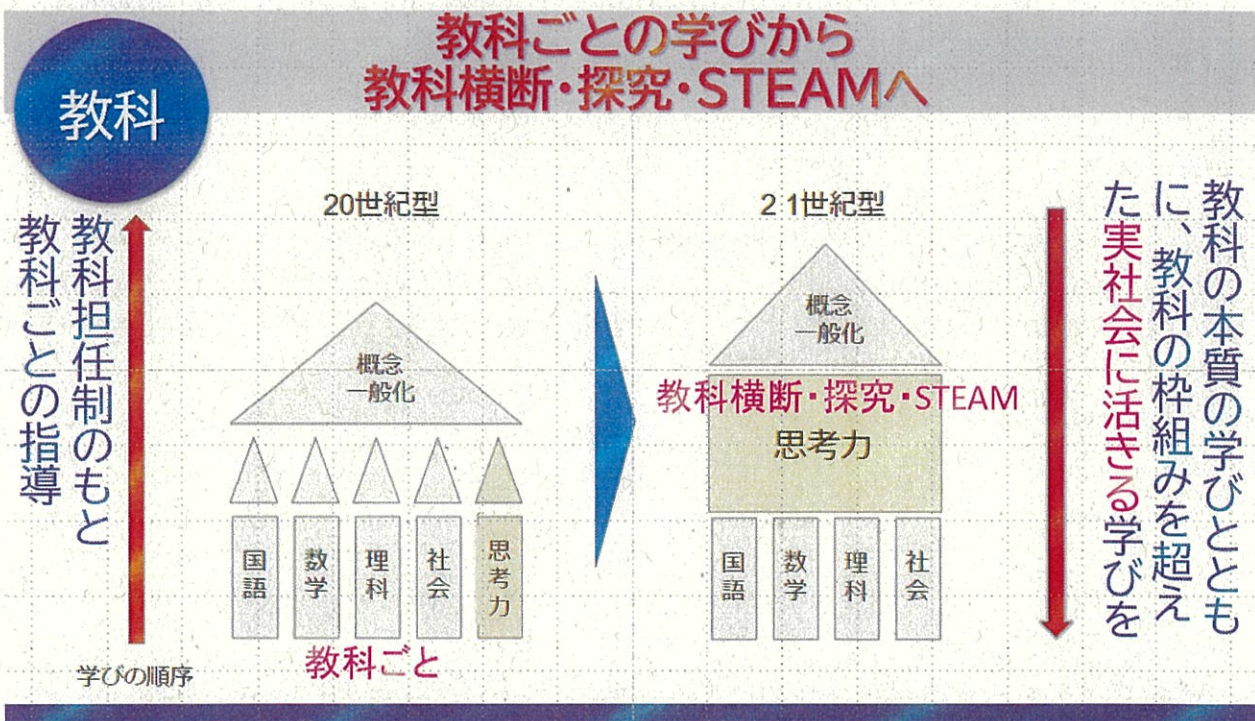 教科ごとの学びから
教科横断・探究・STEAMへ
教科
教科担任制のもと
教科ごとの指導
学びの順序
20世紀型
概念
一般化
国語
数学
理科
社会
思考力
教科ごと
21世紀型
概念
一般化
教科横断・探究・STEAM
思考力
国語
数学
理科
社会
教科の本質の学びととも
に、教科の枠組みを超え
た実社会に活きる学びを